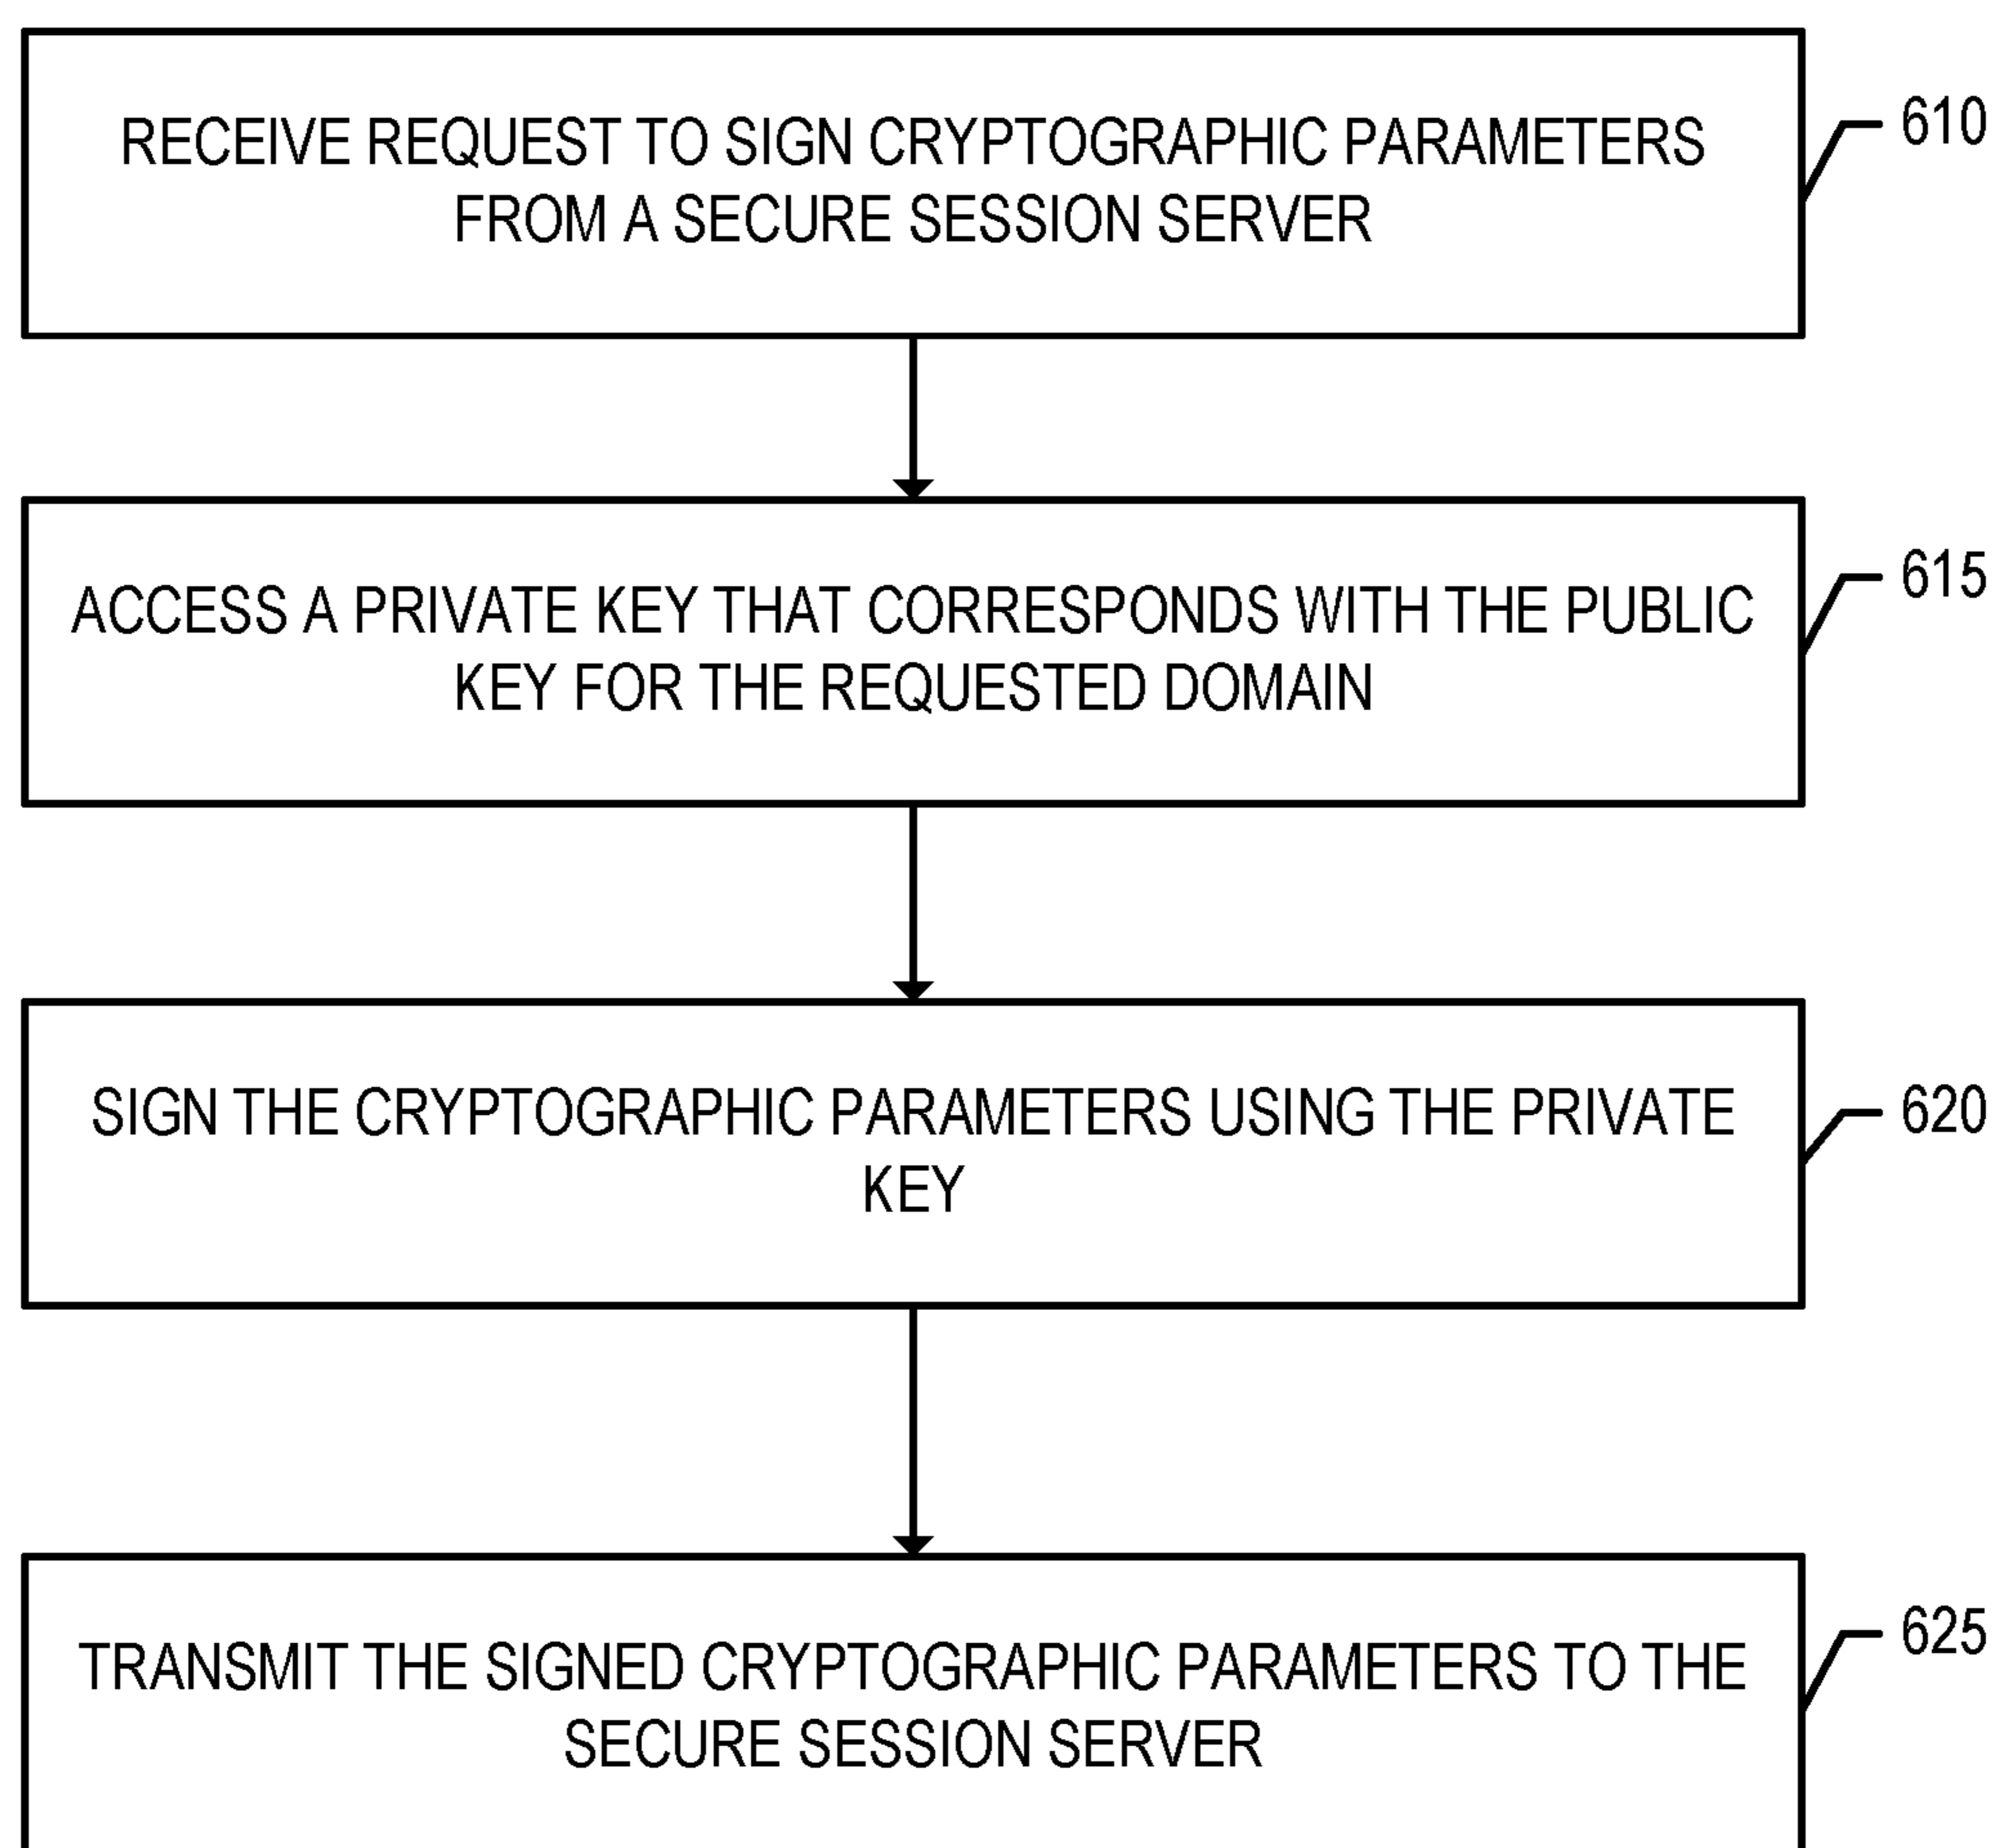 RECEIVE REQUEST TO SIGN CRYPTOGRAPHIC PARAMETERS
FROM A SECURE SESSION SERVER
610
ACCESS A PRIVATE KEY THAT CORRESPONDS WITH THE PUBLIC
KEY FOR THE REQUESTED DOMAIN
615
SIGN THE CRYPTOGRAPHIC PARAMETERS USING THE PRIVATE
KEY
620
TRANSMIT THE SIGNED CRYPTOGRAPHIC PARAMETERS TO THE
SECURE SESSION SERVER
625